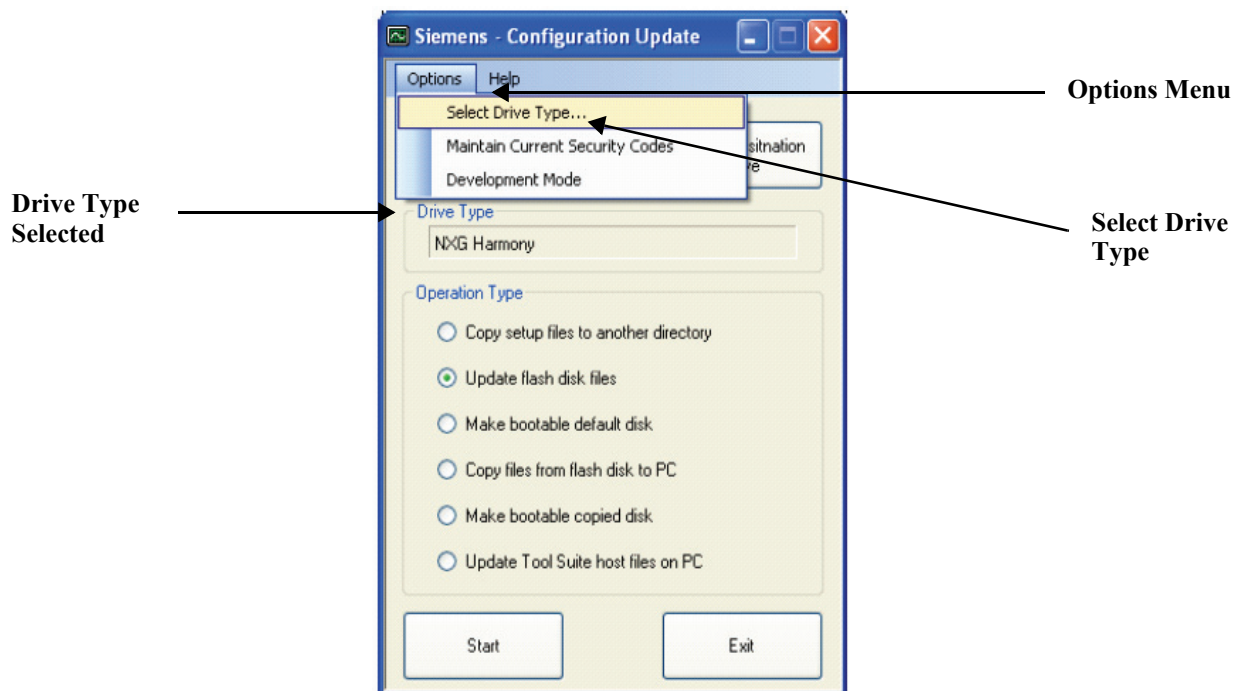 Siemens - Configuration Update
Options Help
Options Menu
Select Drive Type...
Maintain Current Security Codes
Development Mode
Drive Type
Selected
Select Drive
Type
Drive Type
NXG Harmony
Operation Type
Copy setup files to another directory
Update flash disk files
Make bootable default disk
Copy files from flash disk to PC
Make bootable copied disk
Update Tool Suite host files on PC
Start
Exit